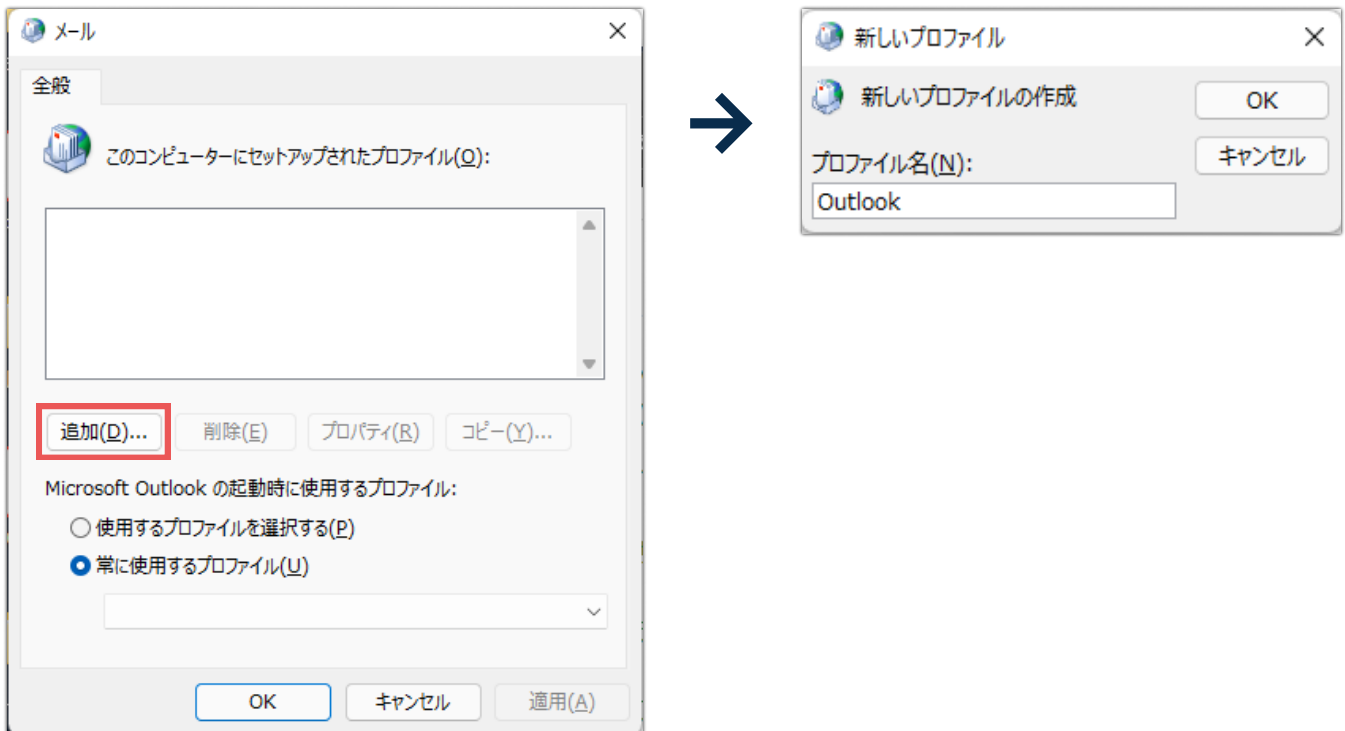 メール
全般
このコンピューターにセットアップされたプロファイル(O):
追加(D)... 削除(E) プロパティ(R) コピー(Y)...
Microsoft Outlook の起動時に使用するプロファイル:
使用するプロファイルを選択する(P)
常に使用するプロファイル(U)
OK キャンセル 適用(A)
新しいプロファイル
新しいプロファイルの作成
OK
キャンセル
プロファイル名(N):
Outlook